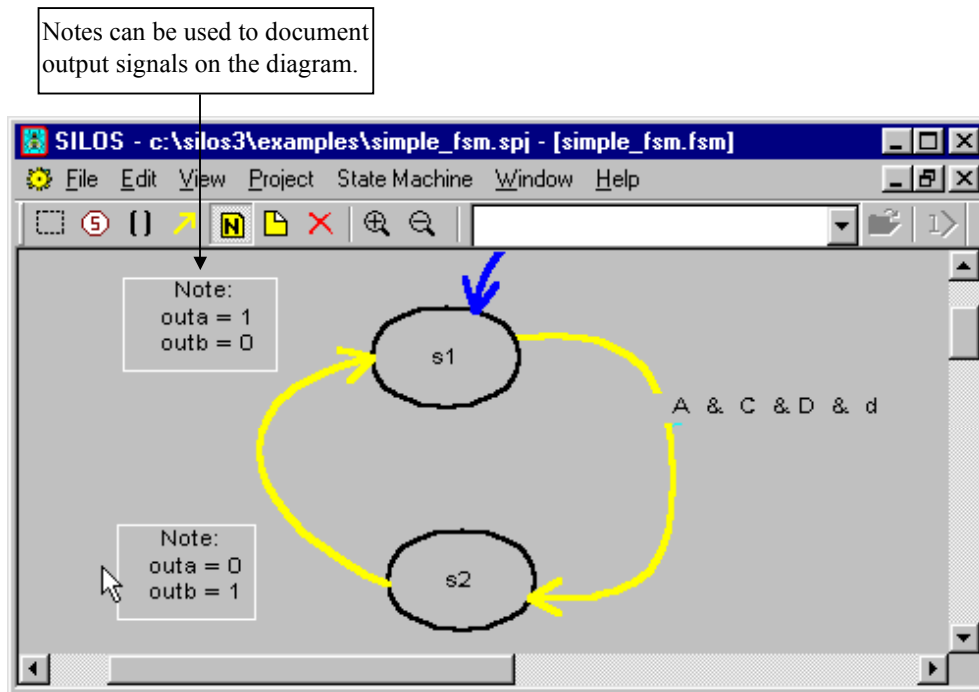 Notes can be used to document
output signals on the diagram.
SILOS - c:\silos3\examples\simple_fsm.spj - [simple_fsm.fsm]
File Edit View Project State Machine Window Help
S N 1
Note:
outa = 1
outb = 0
s1
A & C &D & d
Note:
outa = 0
outb = 1
s2